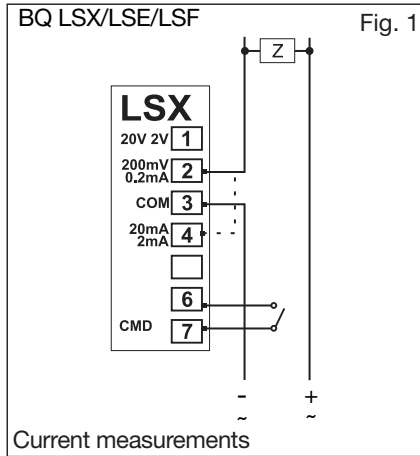 BQ LSX/LSE/LSF
Fig. 1
Z
LSX
20V 2V 1
200mV
0.2mA 2
COM 3
20mA
2mA 4
6
CMD 7
- +
~ ~
Current measurements